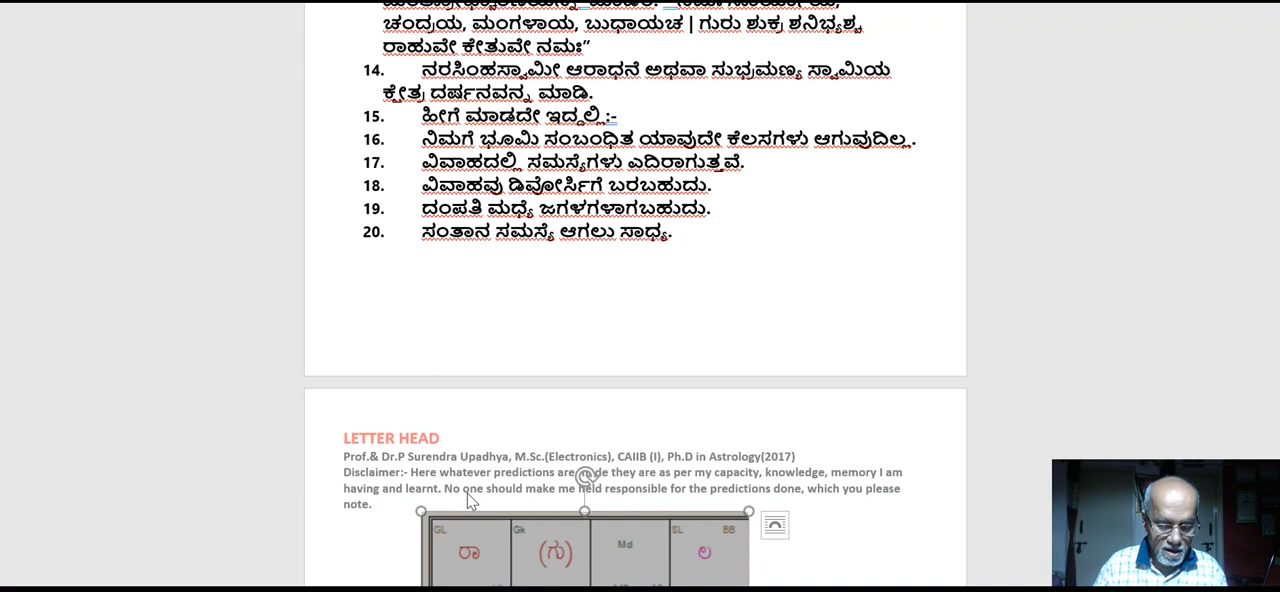 ಚಂದ್ರಾಯ, ಮಂಗಳಾಯ, ಬುಧಾಯಚ | ಗುರು ಶುಕ್ರ ಶನಿಭ್ಯಶ್ಚ
ರಾಹುವೇ ಕೇತುವೇ ನಮಃ”
14. ನರಸಿಂಹಸ್ವಾಮೀ ಆರಾಧನೆ ಅಥವಾ ಸುಭ್ರಮಣ್ಯ ಸ್ವಾಮಿಯ
ಕ್ಷೇತ್ರ ದರ್ಷನವನ್ನು ಮಾಡಿ.
15. ಹೀಗೆ ಮಾಡದೇ ಇದ್ದಲ್ಲಿ:-
16. ನಿಮಗೆ ಭೂಮಿ ಸಂಬಂಧಿತ ಯಾವುದೇ ಕೆಲಸಗಳು ಆಗುವುದಿಲ್ಲ.
17. ವಿವಾಹದಲ್ಲಿ ಸಮಸ್ಯೆಗಳು ಎದಿರಾಗುತ್ತವೆ.
18. ವಿವಾಹವು ಡಿವೋರ್ಸಿಗೆ ಬರಬಹುದು.
19. ದಂಪತಿ ಮಧ್ಯೆ ಜಗಳಗಳಾಗಬಹುದು.
20. ಸಂತಾನ ಸಮಸ್ಯೆ ಆಗಲು ಸಾಧ್ಯ.
LETTER HEAD
Prof.& Dr.P Surendra Upadhya, M.Sc.(Electronics), CAIIB (I), Ph.D in Astrology(2017)
Disclaimer:- Here whatever predictions are they are as per my capacity, knowledge, memory I am
having and learnt. No one should make me held responsible for the predictions done, which you please
note.
GL Gk SL BB
ರಾ (ಗು) Md ಲ